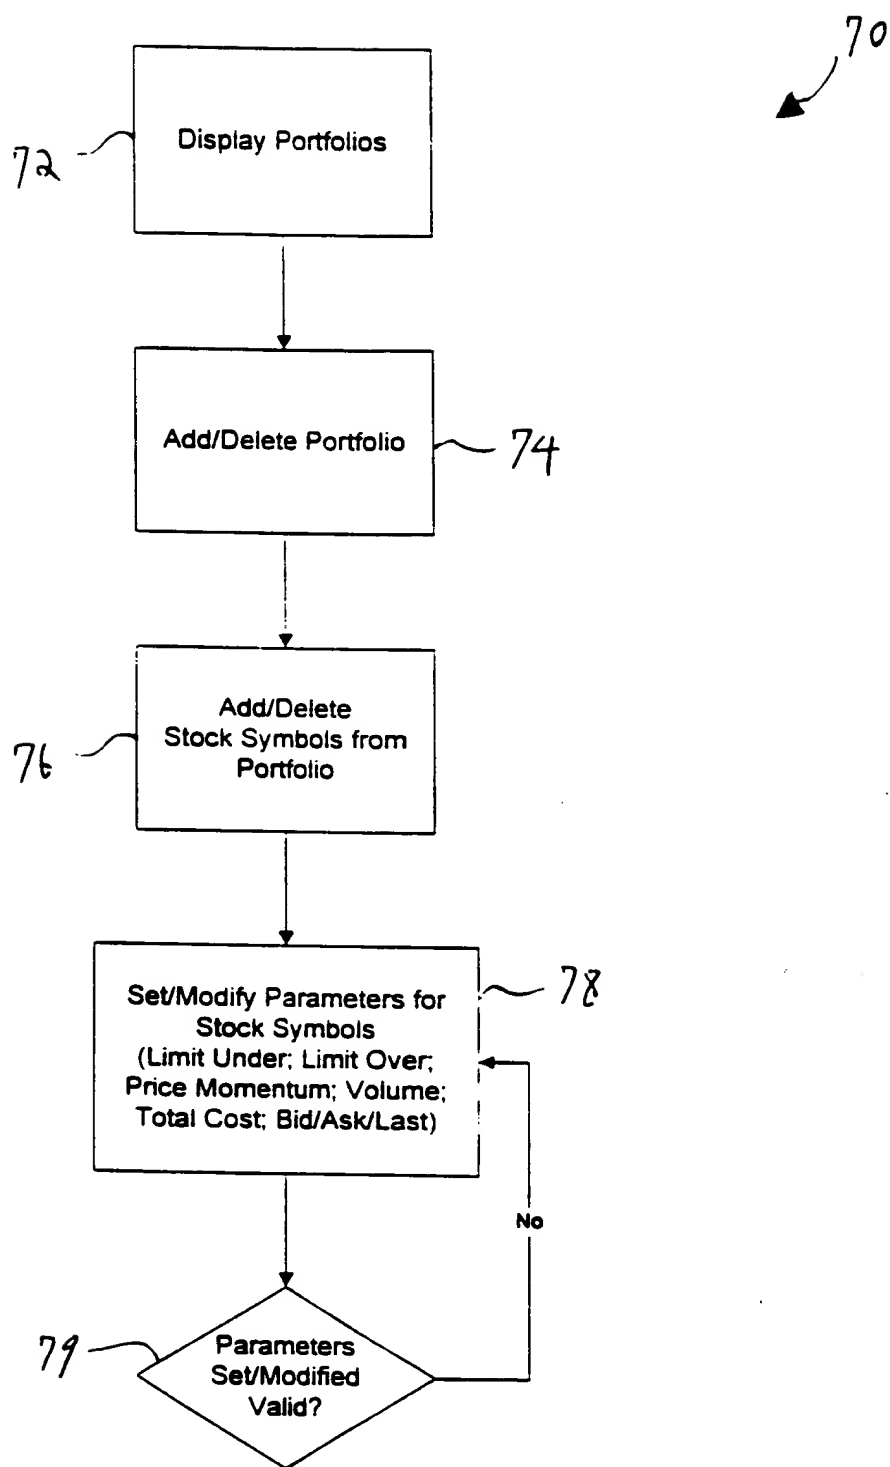 70
Display Portfolios
72
Add/Delete Portfolio
74
Add/Delete
Stock Symbols from
Portfolio
76
78
Set/Modify Parameters for
Stock Symbols
(Limit Under; Limit Over;
Price Momentum; Volume;
Total Cost; Bid/Ask/Last)
No
79
Parameters
Set/Modified
Valid?